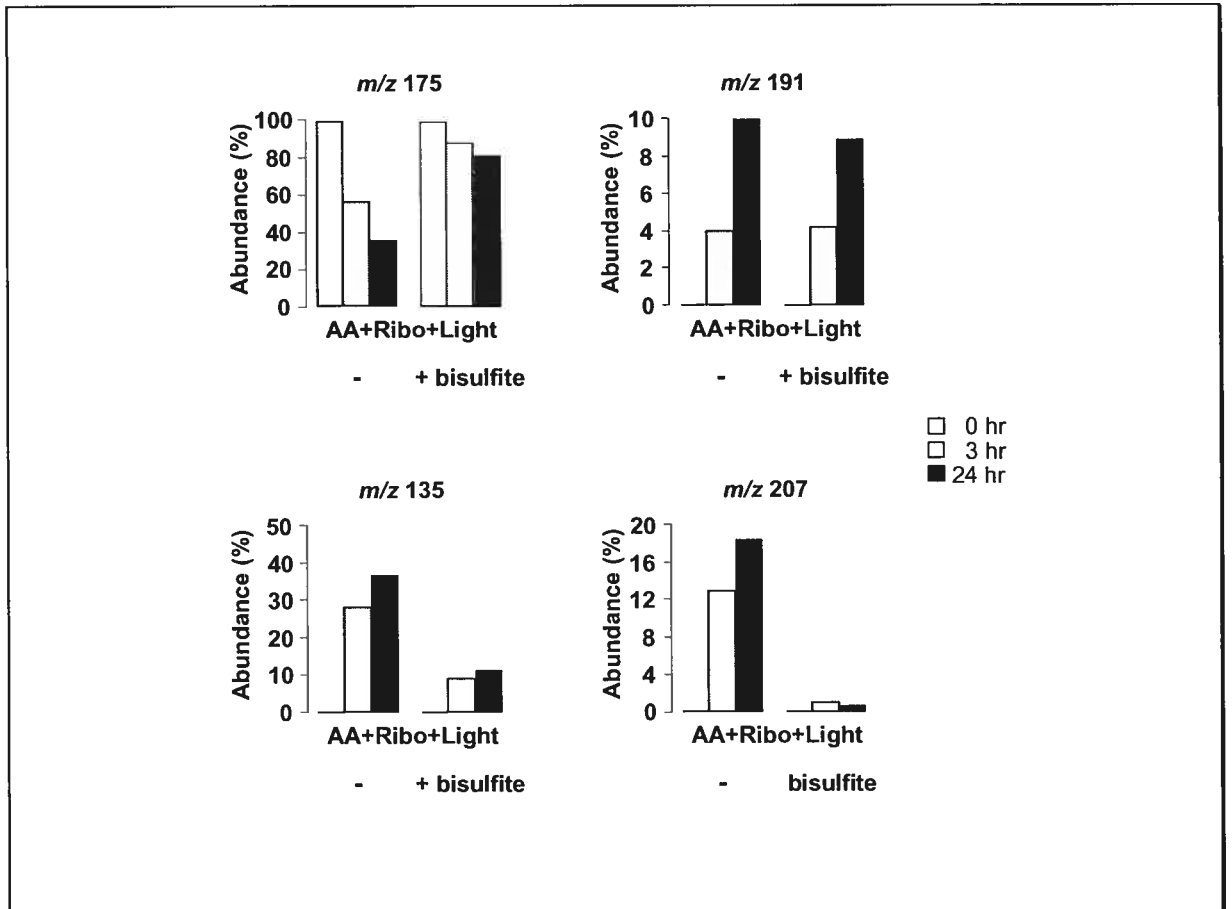 m/z 175
Abundance (%)
100
80
60
40
20
0
AA+Ribo+Light
- + bisulfite
m/z 191
Abundance (%)
10
8
6
4
2
0
AA+Ribo+Light
- + bisulfite
0 hr
3 hr
24 hr
m/z 135
Abundance (%)
50
40
30
20
10
0
AA+Ribo+Light
- + bisulfite
m/z 207
Abundance (%)
20
16
12
8
4
0
AA+Ribo+Light
- bisulfite